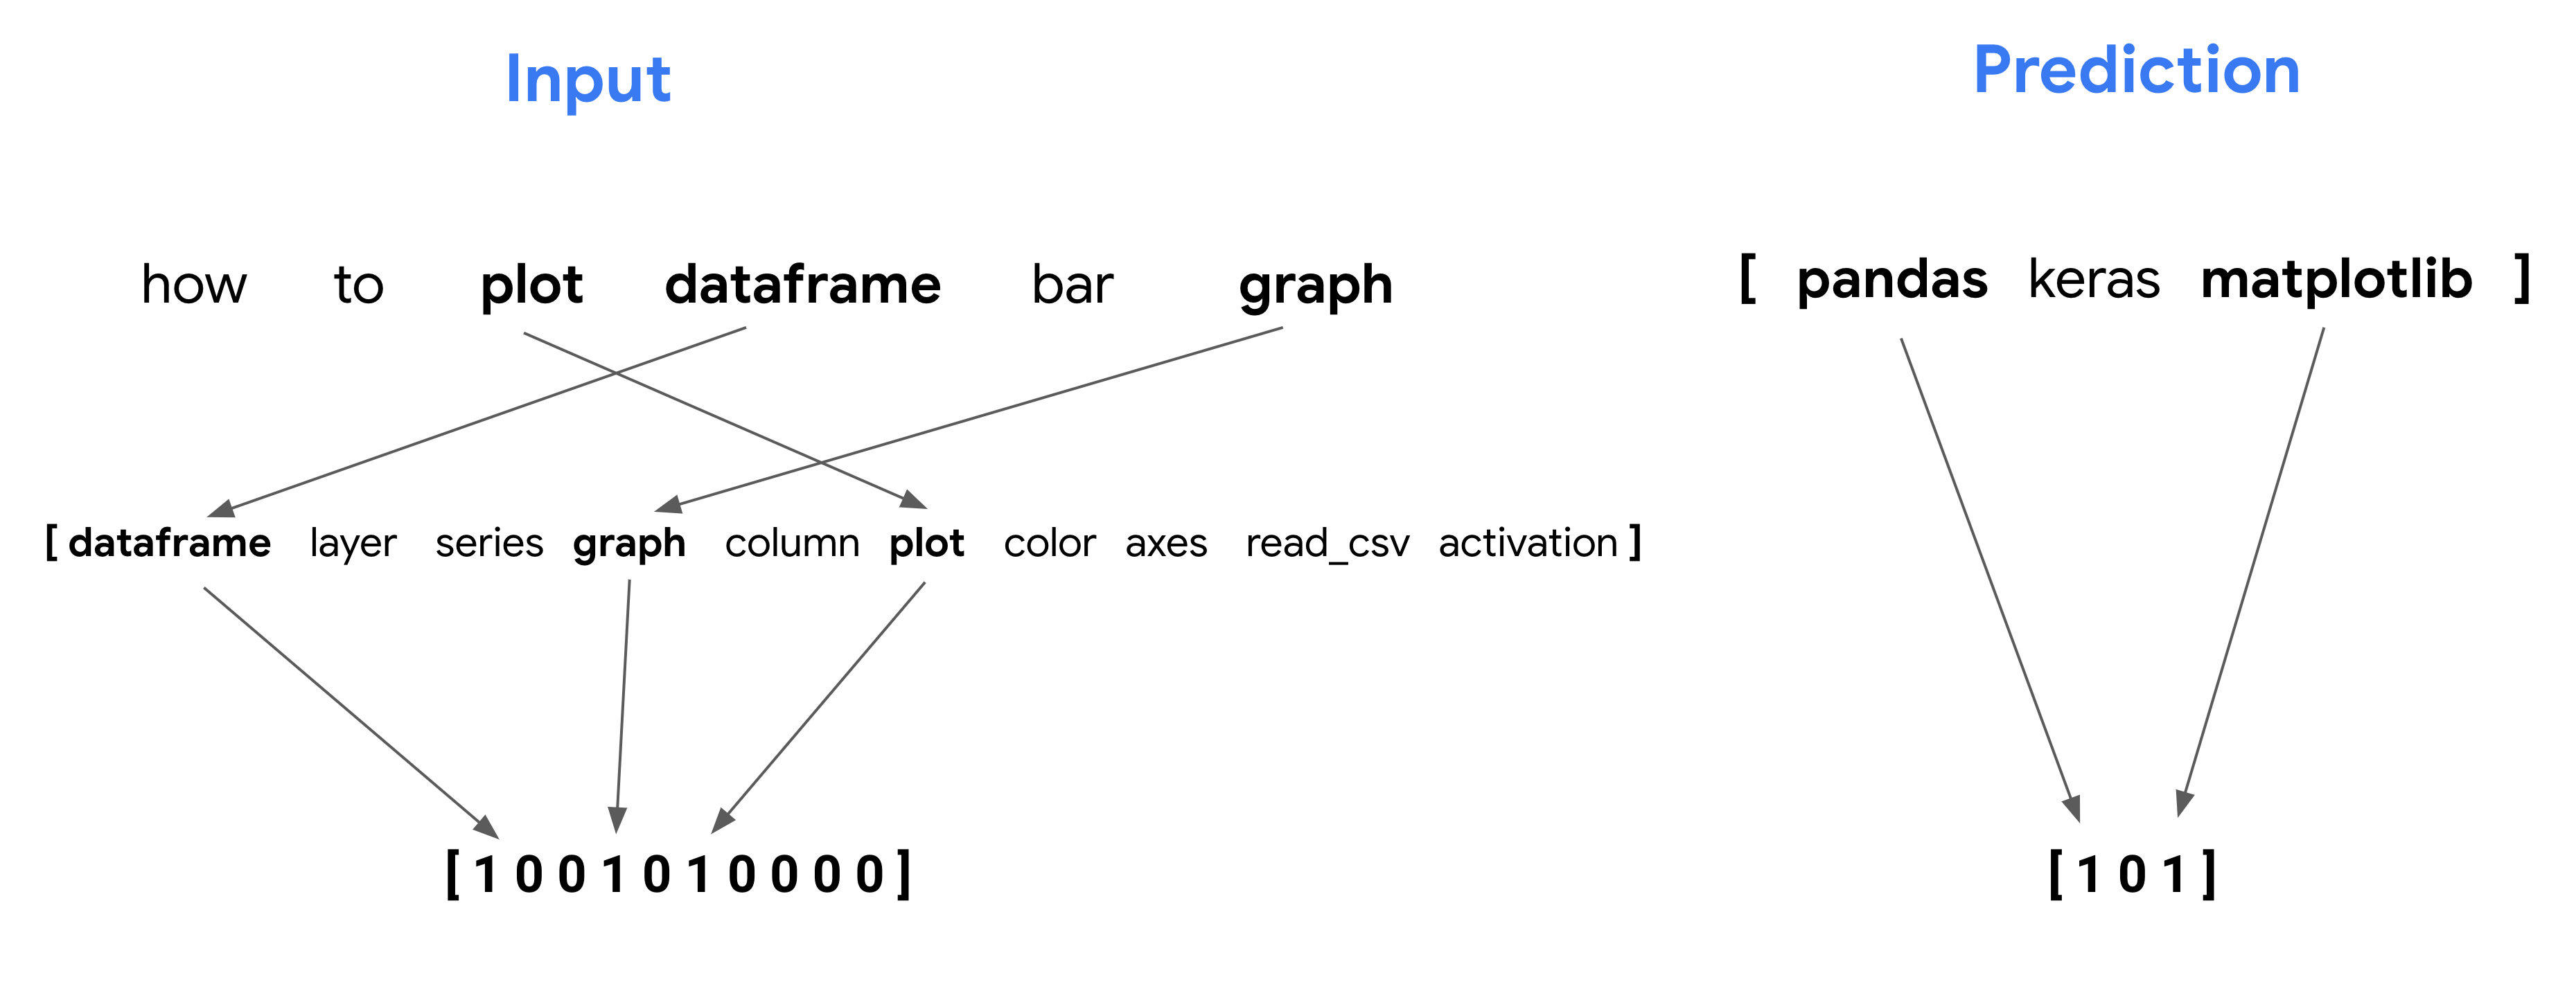 Input
how to plot dataframe bar graph
[ dataframe layer series graph column plot color axes read_csv activation ]
[ 1 0 0 1 0 1 0 0 0 0 ]
Prediction
[ pandas keras matplotlib ]
[ 1 0 1 ]